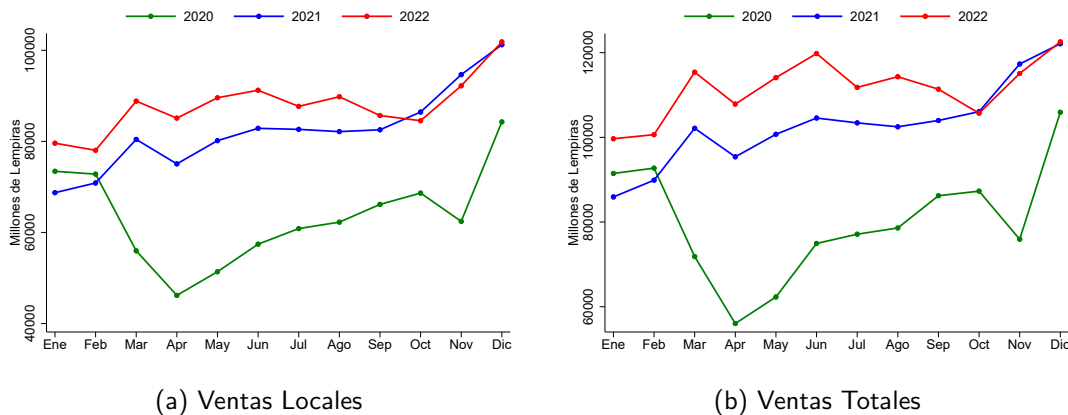 2020 2021 2022
Millones de Lempiras
100000
80000
60000
40000
Ene Feb Mar Apr May Jun Jul Ago Sep Oct Nov Dic
(a) Ventas Locales
2020 2021 2022
Millones de Lempiras
120000
100000
80000
60000
Ene Feb Mar Apr May Jun Jul Ago Sep Oct Nov Dic
(b) Ventas Totales